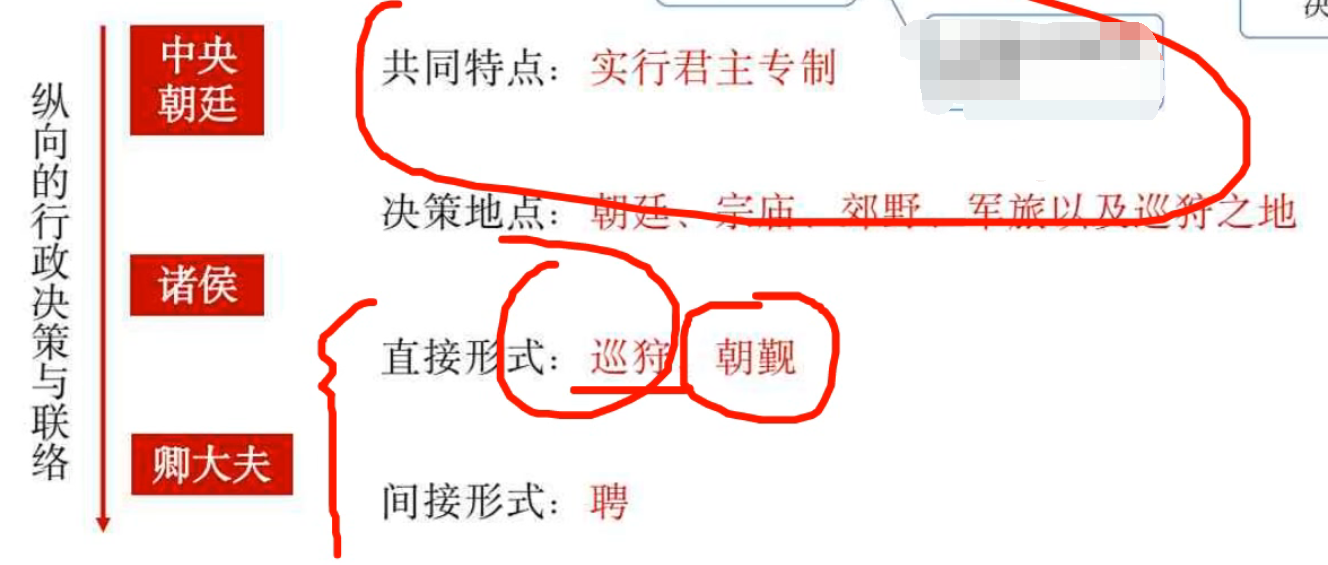 纵向的行政决策与联络
中央
朝廷
诸侯
卿大夫
共同特点：实行君主专制
决策地点：朝廷、宗庙、郊野、军旅以及巡狩之地
直接形式：巡狩 朝觐
间接形式：聘